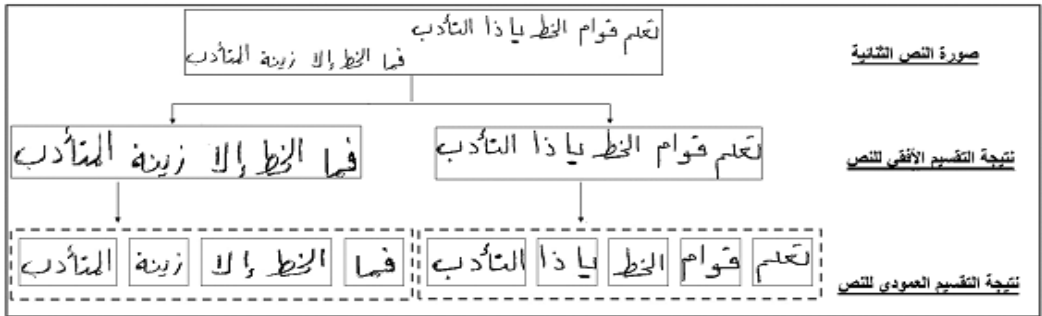 صورة النص الثنائية
تعلم قوام الخط يا ذا التأدب
فما الخط إلا زينة المتأدب
نتيجة التقسيم الأفقي للنص
تعلم قوام الخط يا ذا التأدب
فما الخط إلا زينة المتأدب
نتيجة التقسيم العمودي للنص
تعلم قوام الخط يا ذا التأدب
فما الخط إلا زينة المتأدب